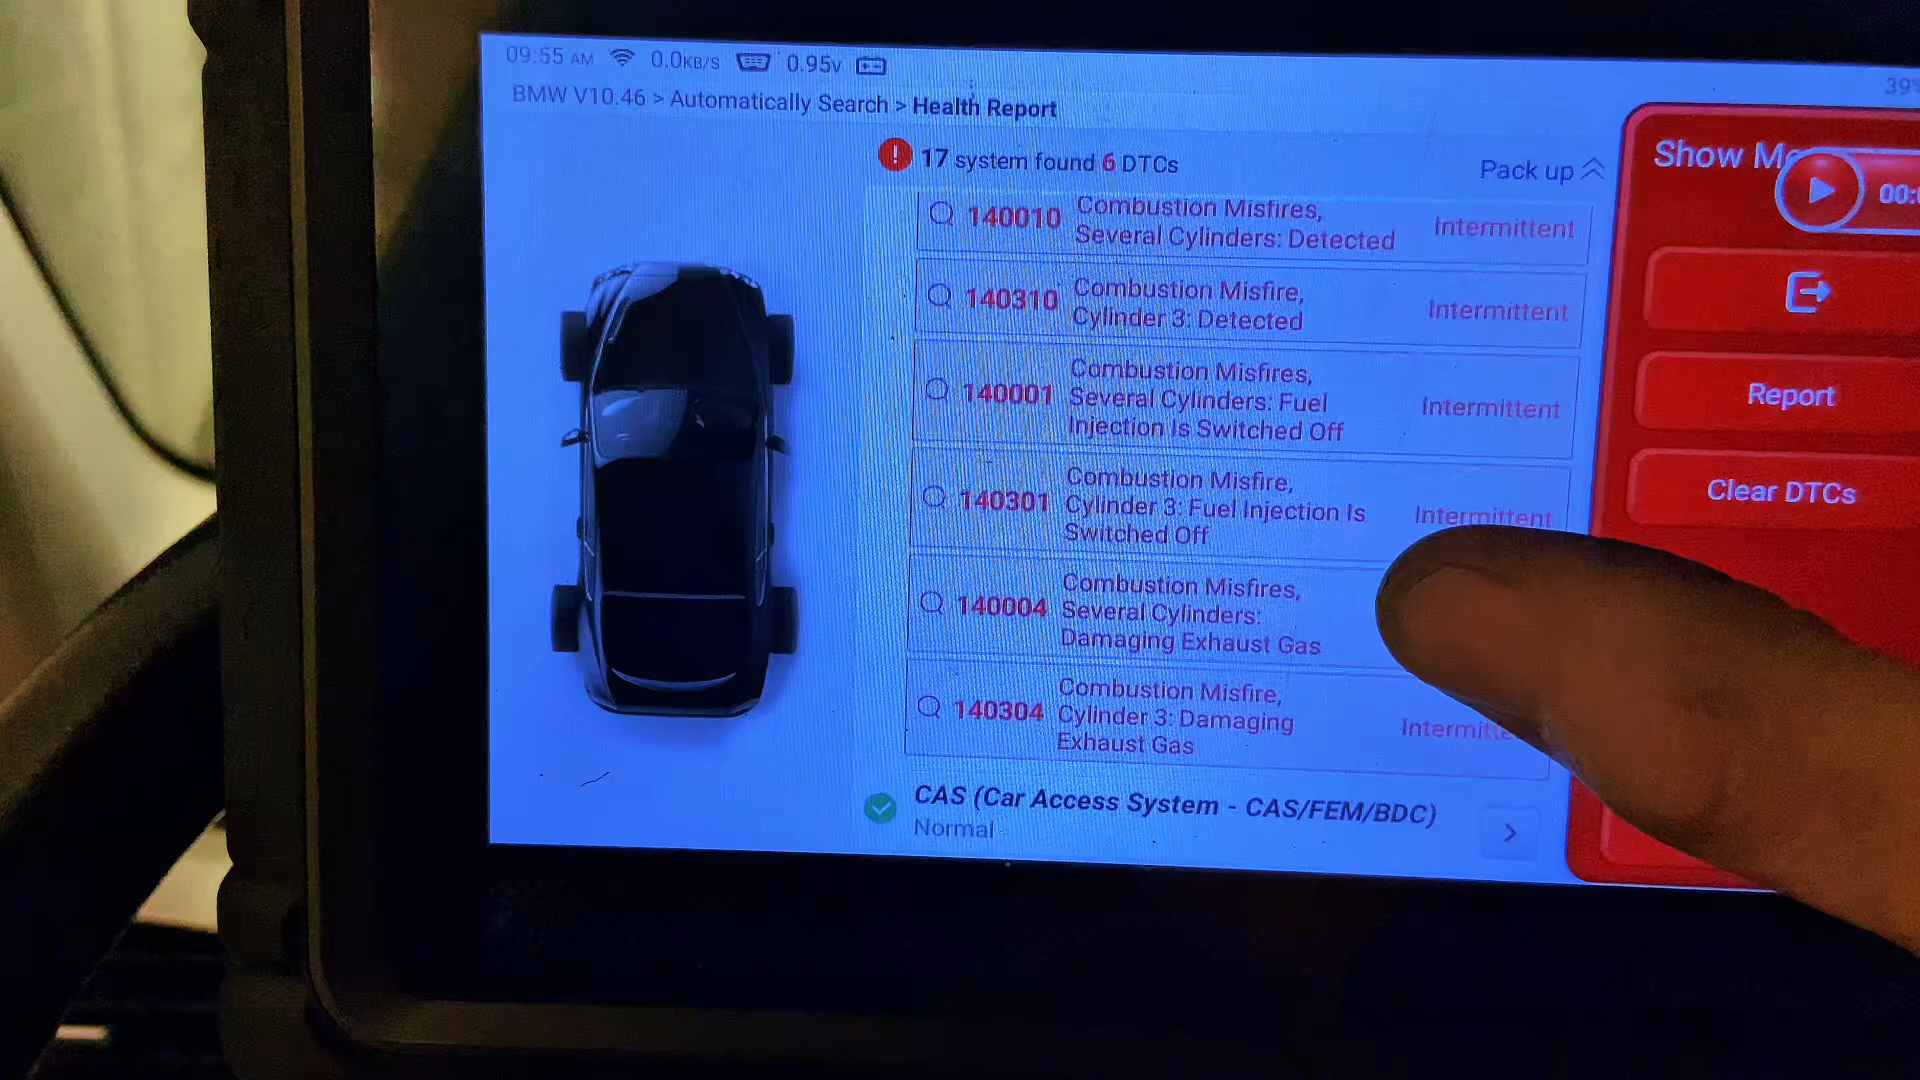 09:55 AM 0.0KB/S 0.95V
39%
BMW V10.46 > Automatically Search > Health Report
17 system found 6 DTCs
Pack up
140010 Combustion Misfires,
Several Cylinders: Detected
Intermittent
140310 Combustion Misfire,
Cylinder 3: Detected
Intermittent
140001 Combustion Misfires,
Several Cylinders: Fuel
Injection Is Switched Off
Intermittent
140301 Combustion Misfire,
Cylinder 3: Fuel Injection Is
Switched Off
Intermittent
140004 Combustion Misfires,
Several Cylinders:
Damaging Exhaust Gas
140304 Combustion Misfire,
Cylinder 3: Damaging
Exhaust Gas
CAS (Car Access System - CAS/FEM/BDC)
Normal
Show
Report
Clear DTCs